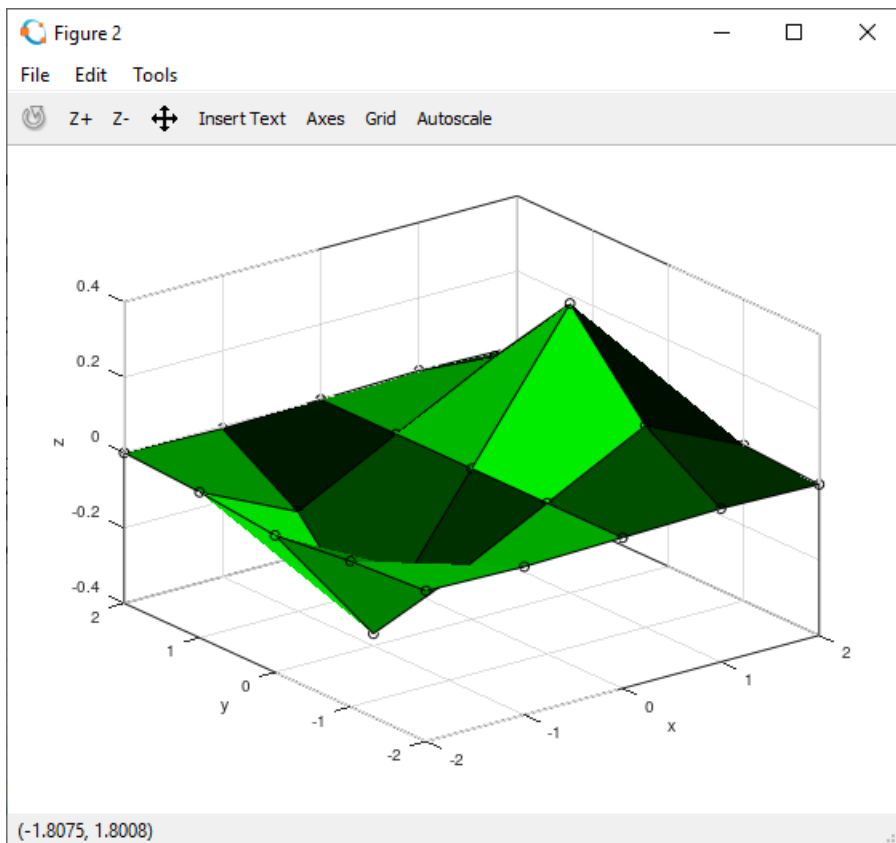 Figure 2
File Edit Tools
Z+ Z- Insert Text Axes Grid Autoscale
0.4
0.2
0
-0.2
-0.4
z
2
1
0
-1
-2
y
-2
-1
0
1
2
x
(-1.8075, 1.8008)